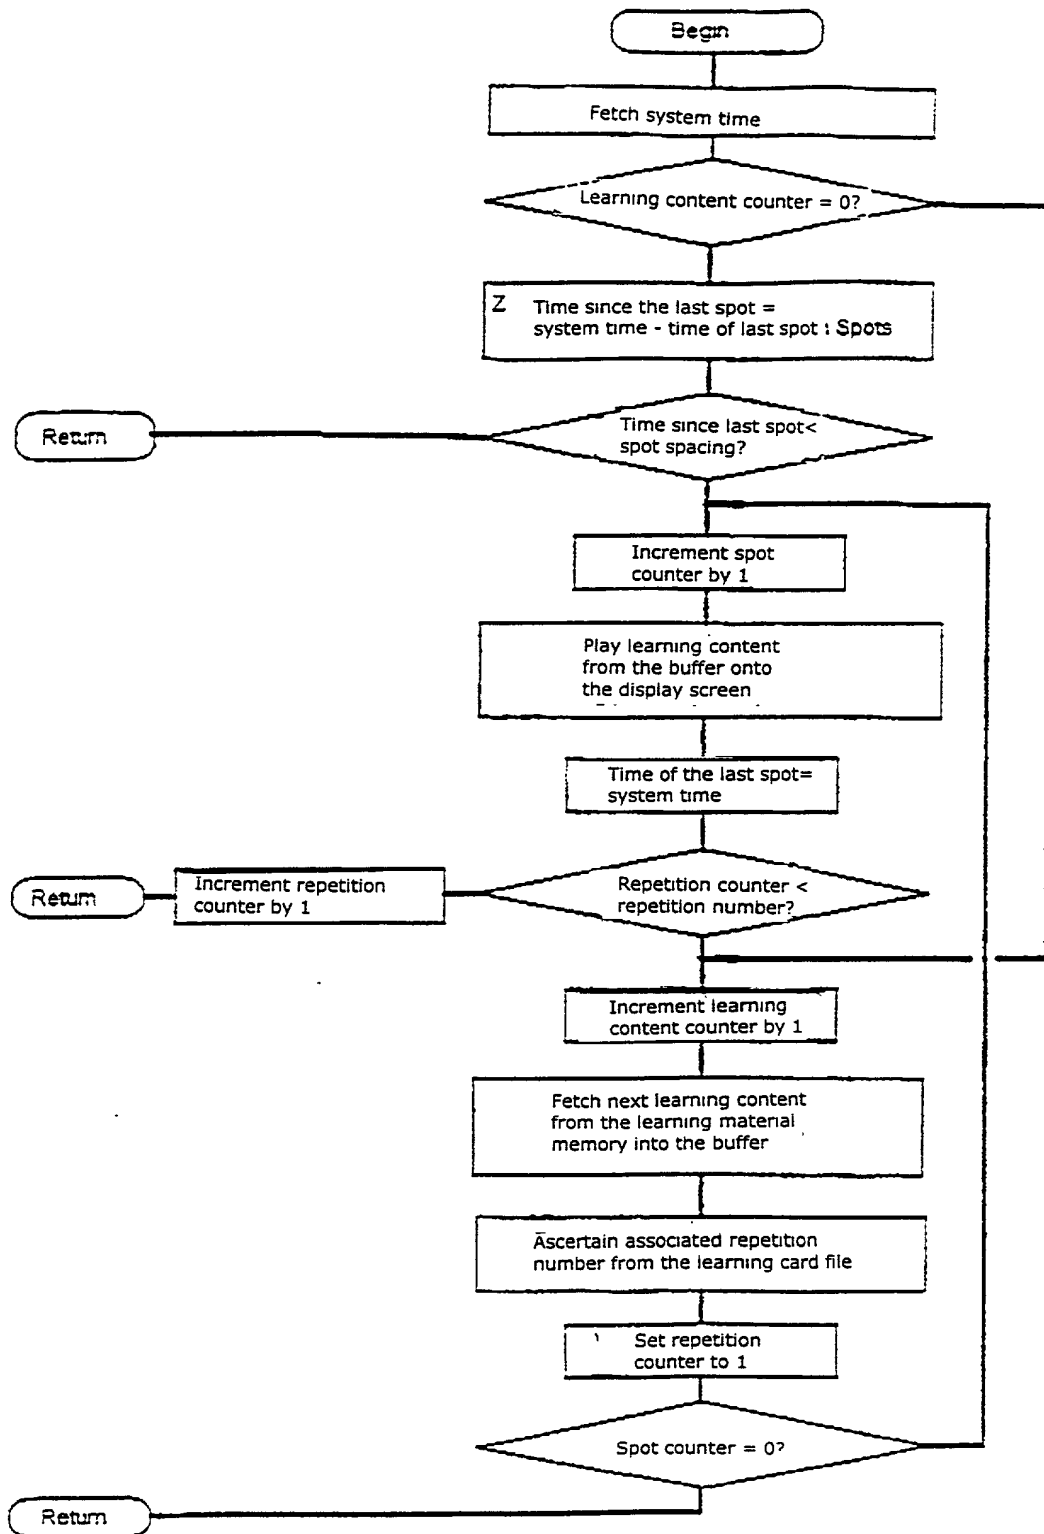 Begin
Fetch system time
Learning content counter = 0?
Z Time since the last spot =
system time - time of last spot : Spots
Return
Time since last spot<
spot spacing?
Increment spot
counter by 1
Play learning content
from the buffer onto
the display screen
Time of the last spot=
system time
Return
Increment repetition
counter by 1
Repetition counter <
repetition number?
Increment learning
content counter by 1
Fetch next learning content
from the learning material
memory into the buffer
Ascertain associated repetition
number from the learning card file
Set repetition
counter to 1
Spot counter = 0?
Return